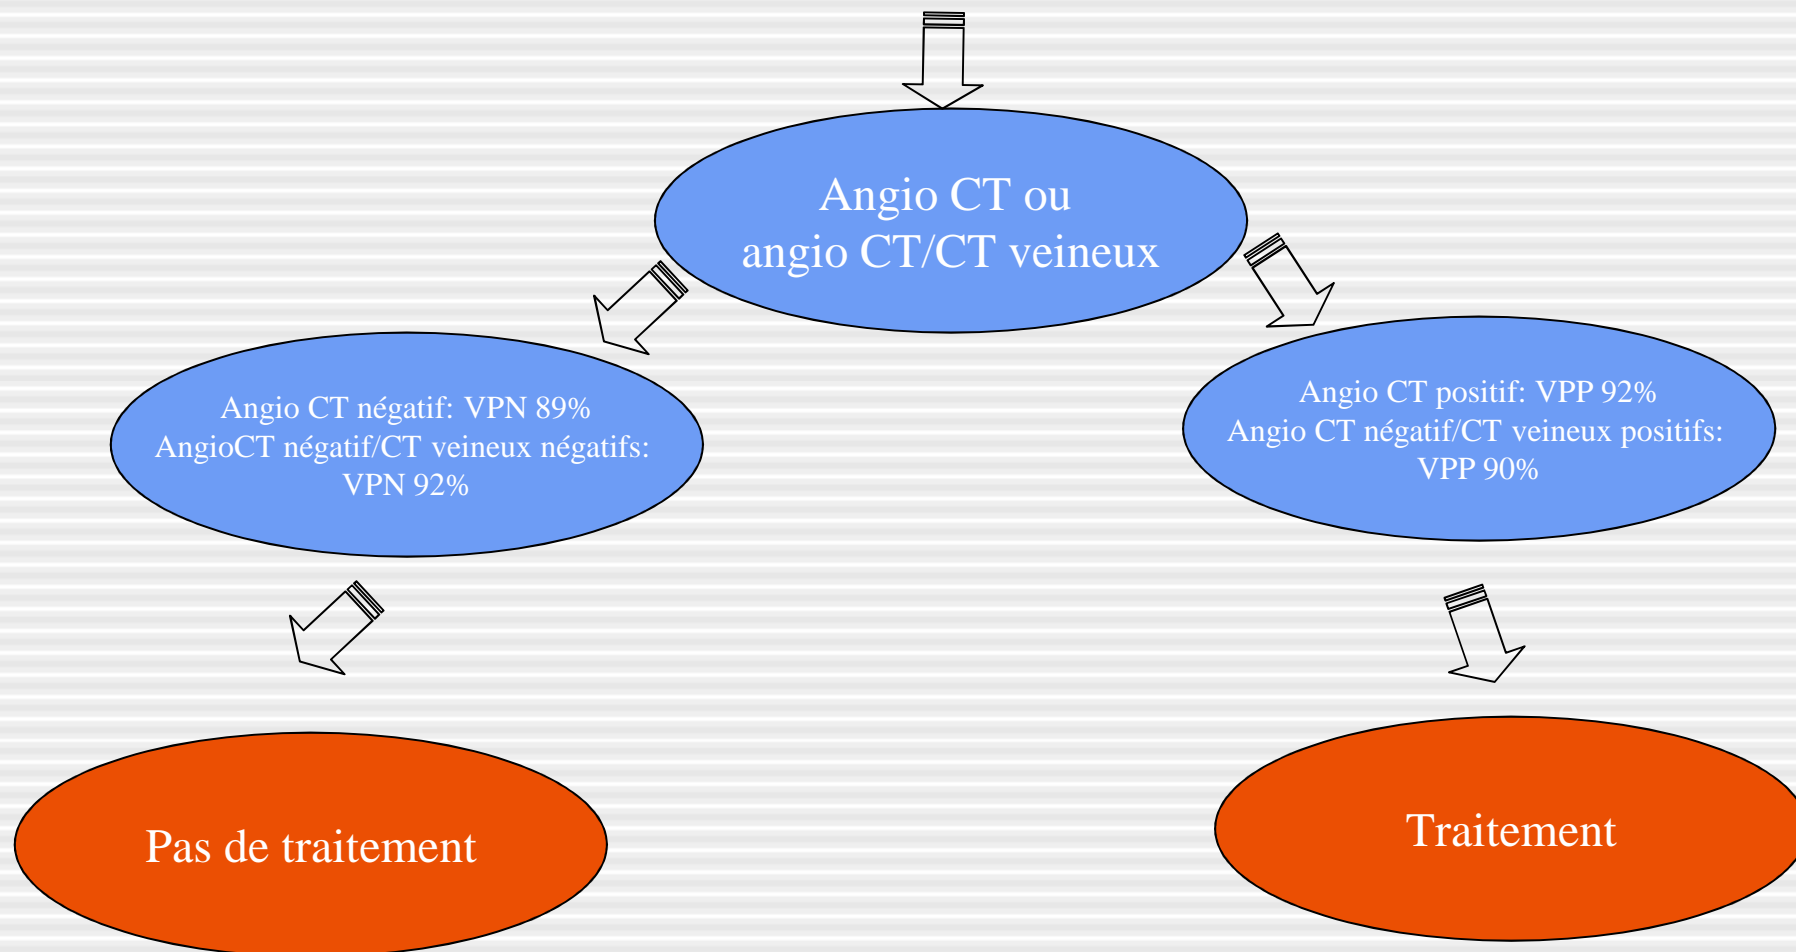 Angio CT ou
angio CT/CT veineux
Angio CT négatif: VPN 89%
AngioCT négatif/CT veineux négatifs:
VPN 92%
Angio CT positif: VPP 92%
Angio CT négatif/CT veineux positifs:
VPP 90%
Pas de traitement
Traitement